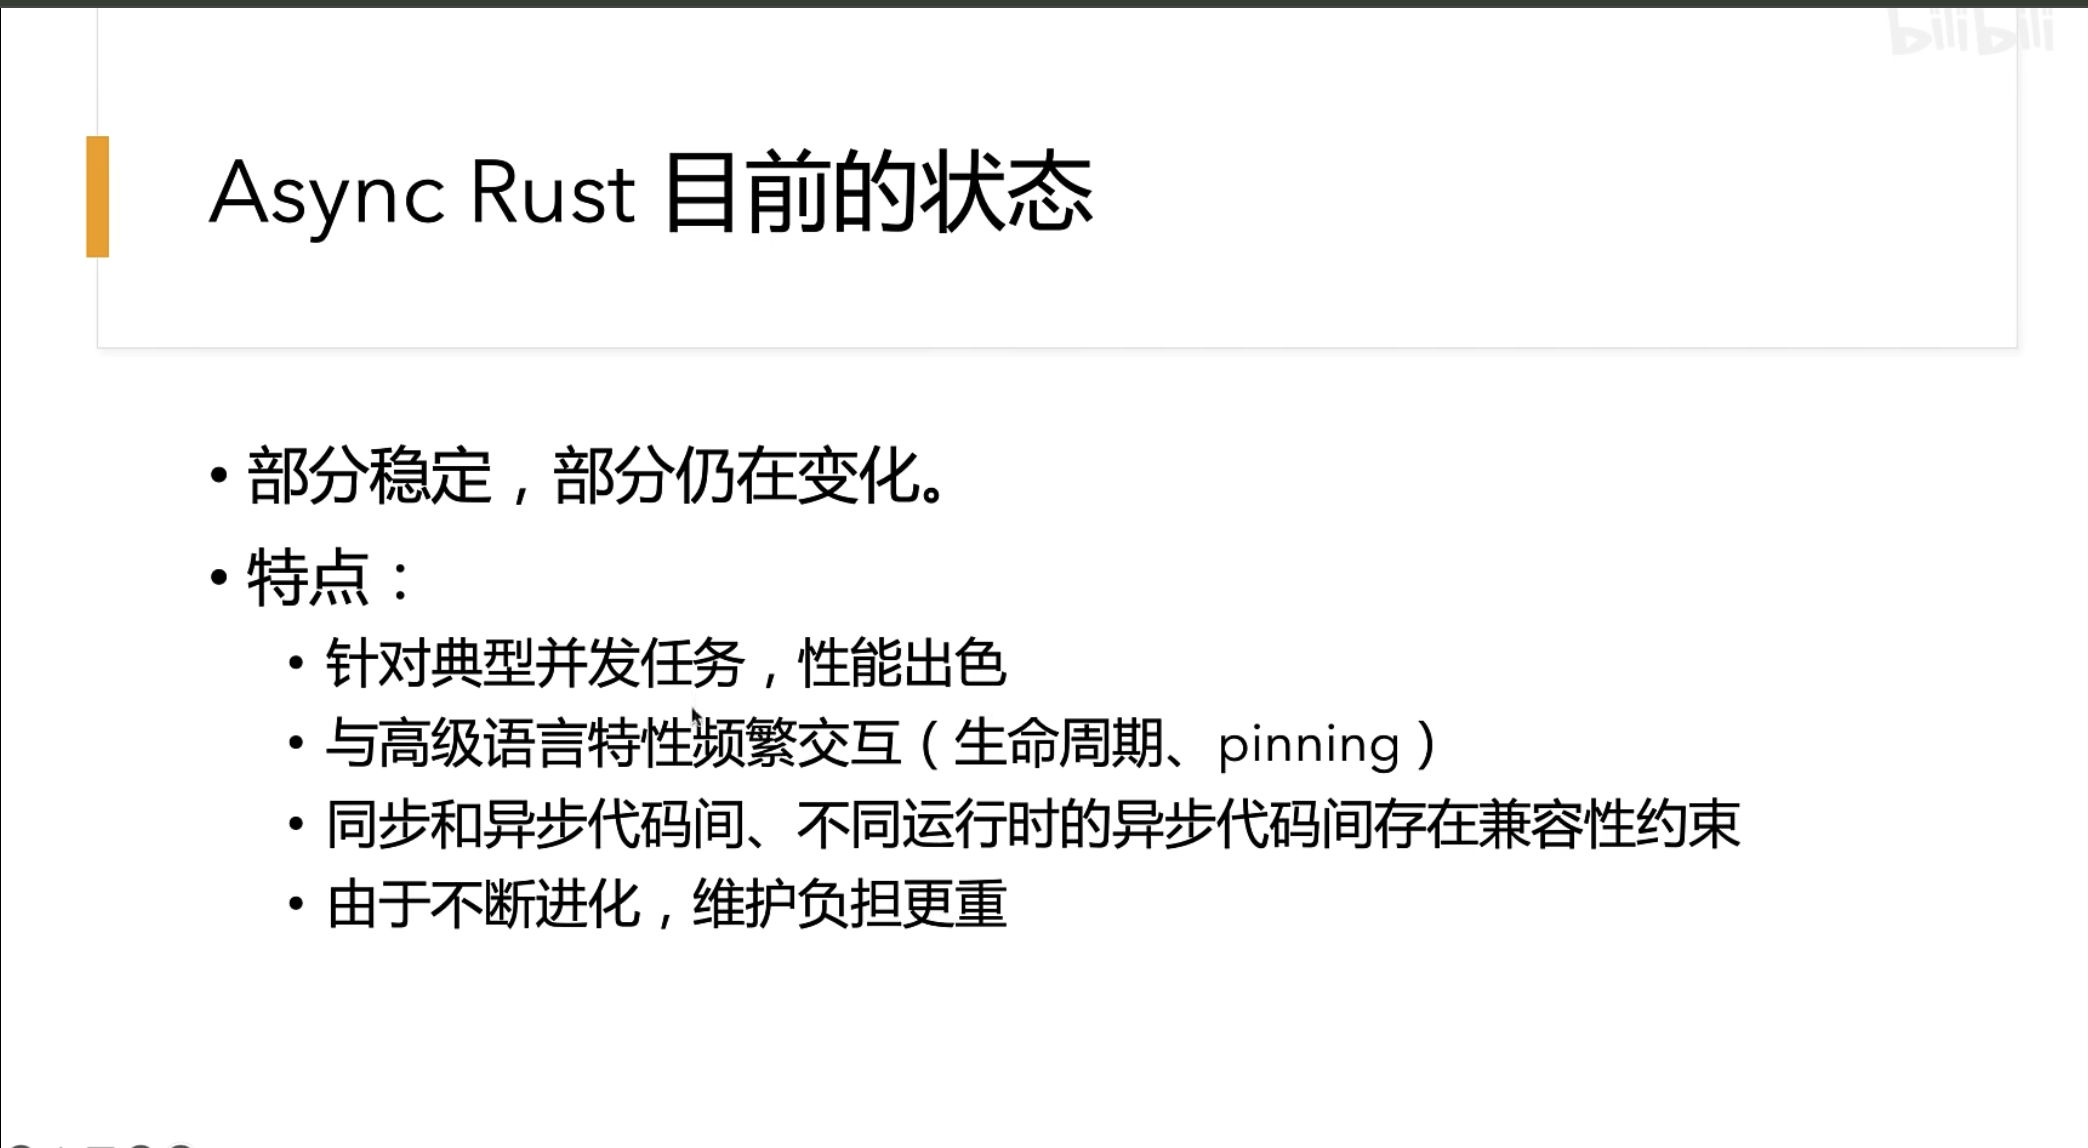 bilibili
Async Rust 目前的状态
• 部分稳定，部分仍在变化。
• 特点：
• 针对典型并发任务，性能出色
• 与高级语言特性频繁交互（生命周期、pinning）
• 同步和异步代码间、不同运行时的异步代码间存在兼容性约束
• 由于不断进化，维护负担更重